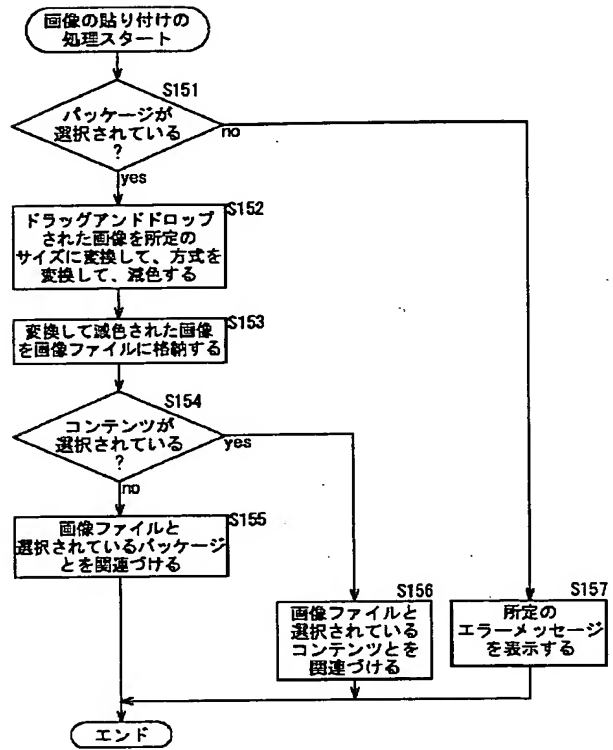 画像の貼り付けの
処理スタート
S151
パッケージが
選択されている
?
no
yes
S152
ドラッグアンドドロップ
された画像を所定の
サイズに変換して、方式を
変換して、減色する
S153
変換して減色された画像
を画像ファイルに格納する
S154
コンテンツが
選択されている
?
yes
no
S155
画像ファイルと
選択されているパッケージ
とを関連づける
S156
画像ファイルと
選択されている
コンテンツとを
関連づける
S157
所定の
エラーメッセージ
を表示する
エンド